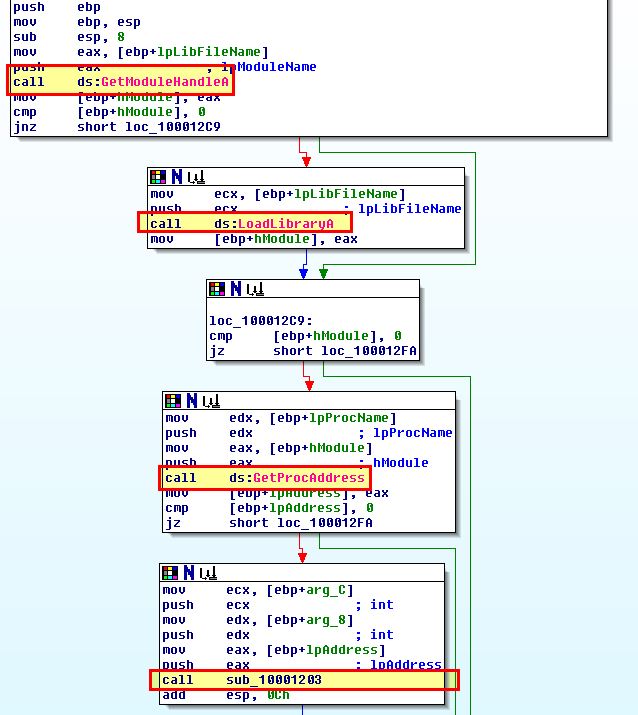 push    ebp
mov     ebp, esp
sub     esp, 8
mov     eax, [ebp+lpLibFileName]
push    eax             ; lpModuleName
call    ds:GetModuleHandleA
mov     [ebp+hModule], eax
cmp     [ebp+hModule], 0
jnz     short loc_100012C9
N
mov     ecx, [ebp+lpLibFileName]
push    ecx             ; lpLibFileName
call    ds:LoadLibraryA
mov     [ebp+hModule], eax
N
loc_100012C9:
cmp     [ebp+hModule], 0
jz      short loc_100012FA
N
mov     edx, [ebp+lpProcName]
push    edx             ; lpProcName
mov     eax, [ebp+hModule]
push    eax             ; hModule
call    ds:GetProcAddress
mov     [ebp+lpAddress], eax
cmp     [ebp+lpAddress], 0
jz      short loc_100012FA
N
mov     ecx, [ebp+arg_C]
push    ecx             ; int
mov     edx, [ebp+arg_8]
push    edx             ; int
mov     eax, [ebp+lpAddress]
push    eax             ; lpAddress
call    sub_10001203
add     esp, 0Ch